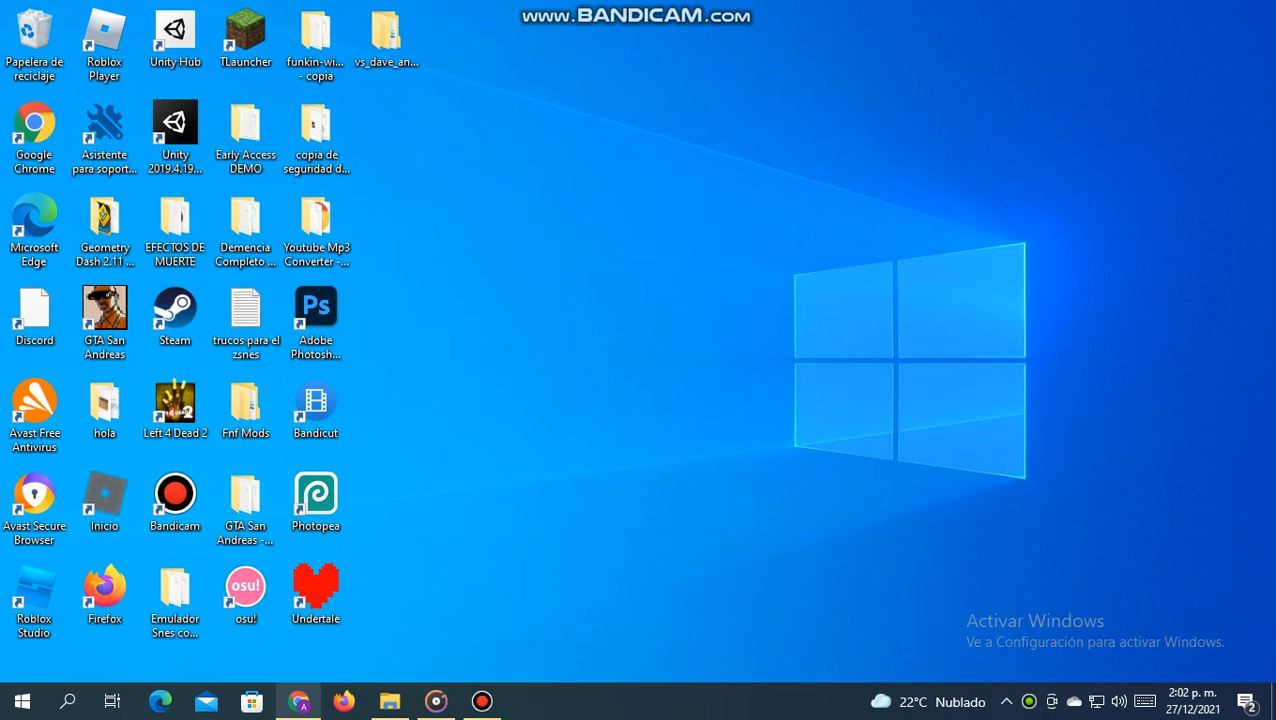 www.BANDICAM.com
Papelera de
reciclaje
Roblox
Player
Unity Hub
TLauncher
funkin-wi...
- copia
vs_dave_an...
Google
Chrome
Asistente
para soport...
Unity
2019.4.19...
Early Access
DEMO
copia de
seguridad d...
Microsoft
Edge
Geometry
Dash 2.11 ...
EFECTOS DE
MUERTE
Demencia
Completo ...
Youtube Mp3
Converter -...
Discord
GTA San
Andreas
Steam
trucos para el
zsnes
Ps
Adobe
Photosh...
Avast Free
Antivirus
hola
Left 4 Dead 2
Fnf Mods
Bandicut
Avast Secure
Browser
Inicio
Bandicam
GTA San
Andreas -...
Photopea
Roblox
Studio
Firefox
Emulador
Snes co...
osu!
osu!
Undertale
Activar Windows
Ve a Configuración para activar Windows.
A
22°C Nublado
2:02 p. m.
27/12/2021
2